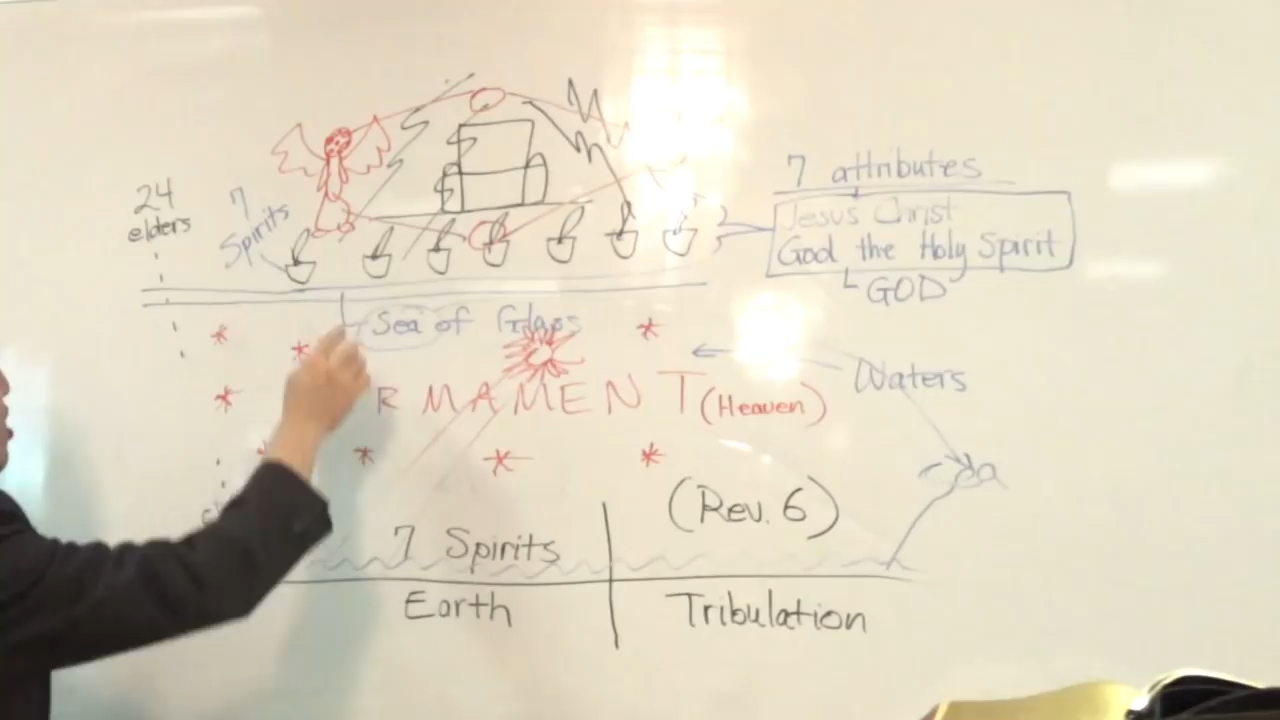 24
elders
7
Spirits
7 attributes
Jesus Christ
God the Holy Spirit
GOD
Sea of Glass
Waters
RMAMENT (Heaven)
(Rev. 6)
7 Spirits
Earth
Tribulation